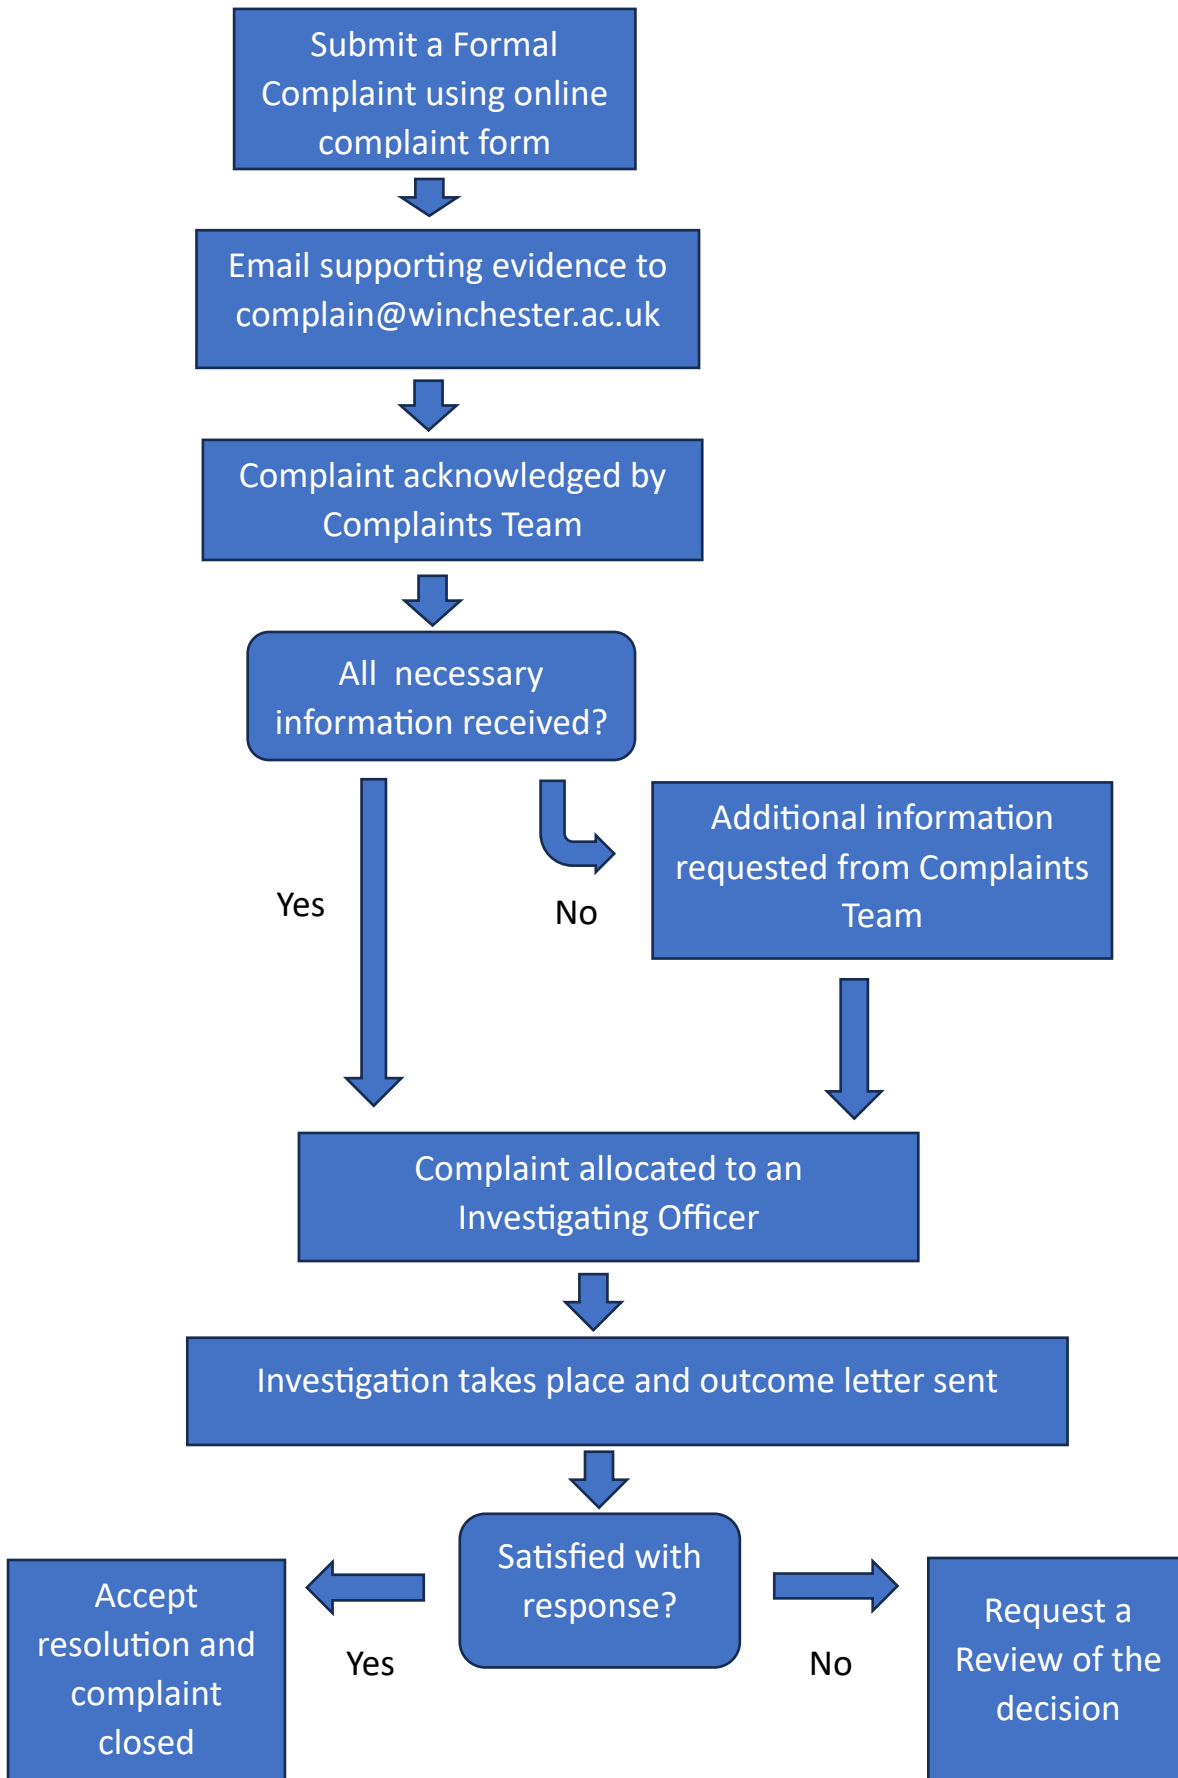 Submit a Formal
Complaint using online
complaint form
Email supporting evidence to
complain@winchester.ac.uk
Complaint acknowledged by
Complaints Team
All  necessary
information received?
Yes
No
Additional information
requested from Complaints
Team
Complaint allocated to an
Investigating Officer
Investigation takes place and outcome letter sent
Satisfied with
response?
Yes
No
Accept
resolution and
complaint
closed
Request a
Review of the
decision